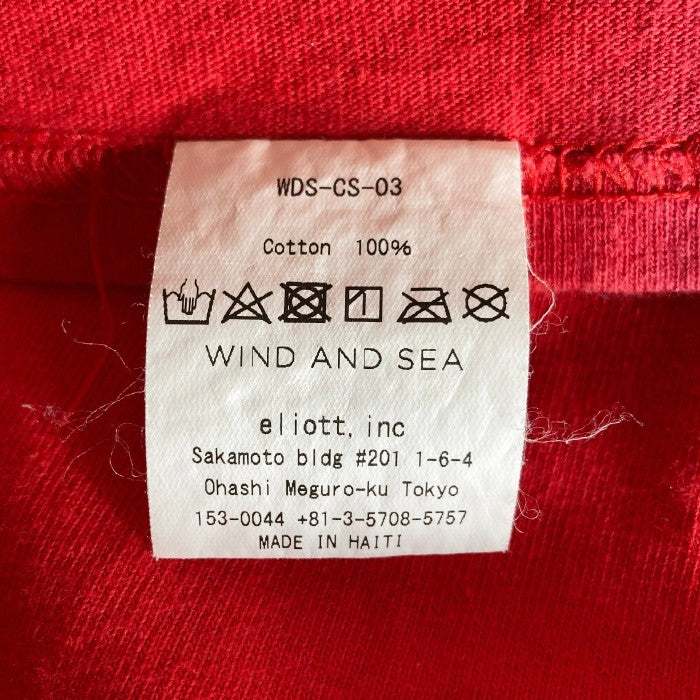 WDS-CS-03
Cotton 100%
WIND AND SEA
eliott, inc
Sakamoto bldg #201 1-6-4
Ohashi Meguro-ku Tokyo
153-0044 +81-3-5708-5757
MADE IN HAITI